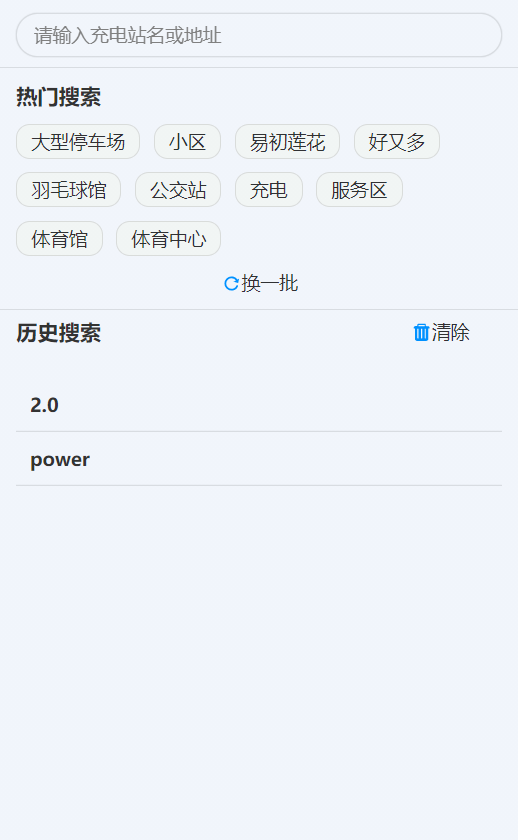 请输入充电站名或地址
热门搜索
大型停车场 小区 易初莲花 好又多
羽毛球馆 公交站 充电 服务区
体育馆 体育中心
换一批
历史搜索 清除
2.0
power